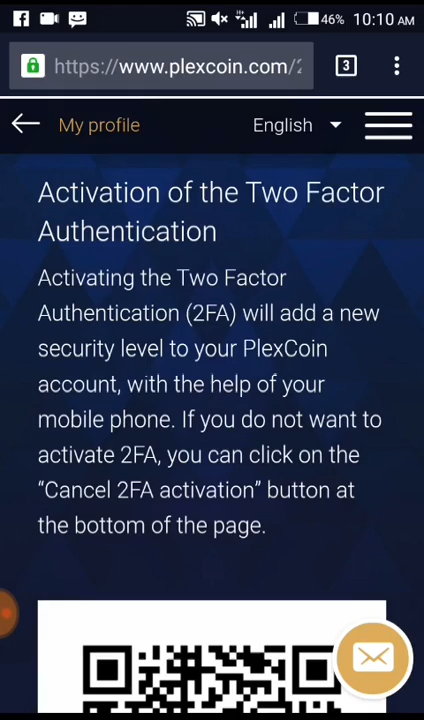 46% 10:10 AM
https://www.plexcoin.com/2
3
My profile English
Activation of the Two Factor
Authentication
Activating the Two Factor
Authentication (2FA) will add a new
security level to your PlexCoin
account, with the help of your
mobile phone. If you do not want to
activate 2FA, you can click on the
“Cancel 2FA activation” button at
the bottom of the page.